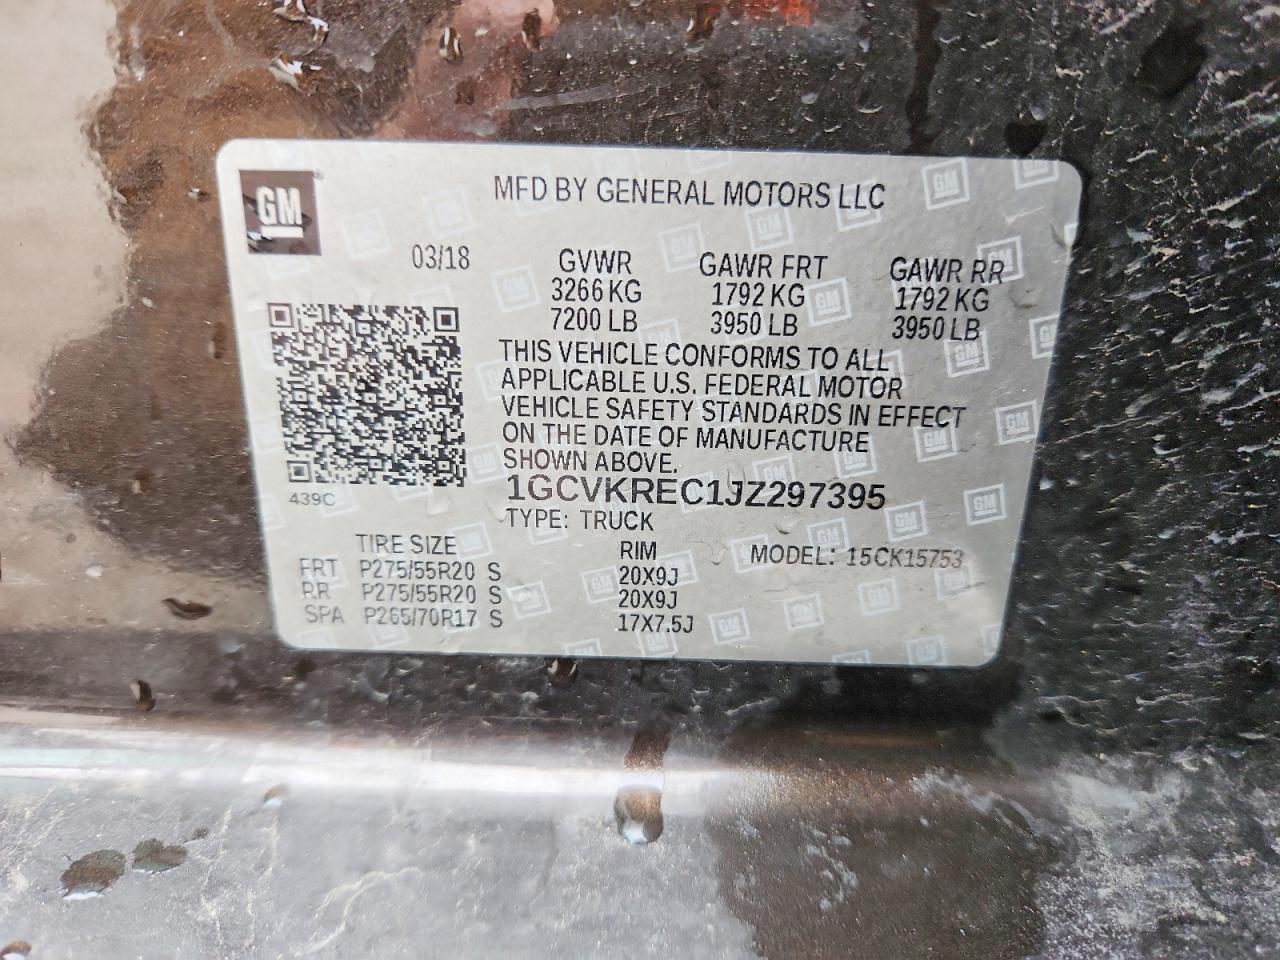 GM
MFD BY GENERAL MOTORS LLC
03/18
GVWR GAWR FRT GAWR RR
3266 KG 1792 KG 1792 KG
7200 LB 3950 LB 3950 LB
THIS VEHICLE CONFORMS TO ALL
APPLICABLE U.S. FEDERAL MOTOR
VEHICLE SAFETY STANDARDS IN EFFECT
ON THE DATE OF MANUFACTURE
SHOWN ABOVE.
439C
1GCVKREC1JZ297395
TYPE: TRUCK
TIRE SIZE RIM MODEL: 15CK15753
FRT P275/55R20 S 20X9J
RR P275/55R20 S 20X9J
SPA P265/70R17 S 17X7.5J